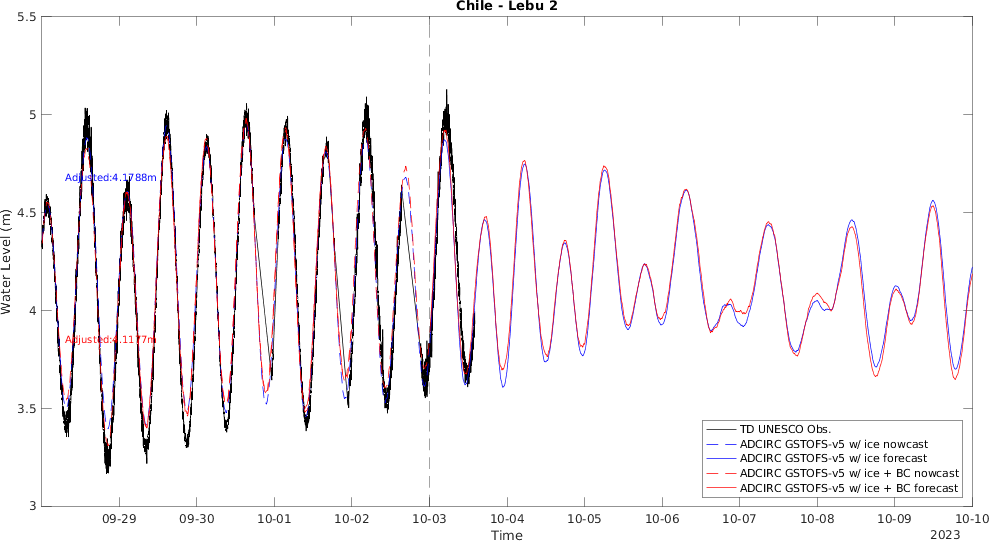 Chile - Lebu 2
5.5
5
4.5
4
3.5
3
Water Level (m)
Adjusted:4.1788m
Adjusted:4.1177m
TD UNESCO Obs.
ADCIRC GSTOFS-v5 w/ ice nowcast
ADCIRC GSTOFS-v5 w/ ice forecast
ADCIRC GSTOFS-v5 w/ ice + BC nowcast
ADCIRC GSTOFS-v5 w/ ice + BC forecast
09-29 09-30 10-01 10-02 10-03 10-04 10-05 10-06 10-07 10-08 10-09 10-10
Time
2023